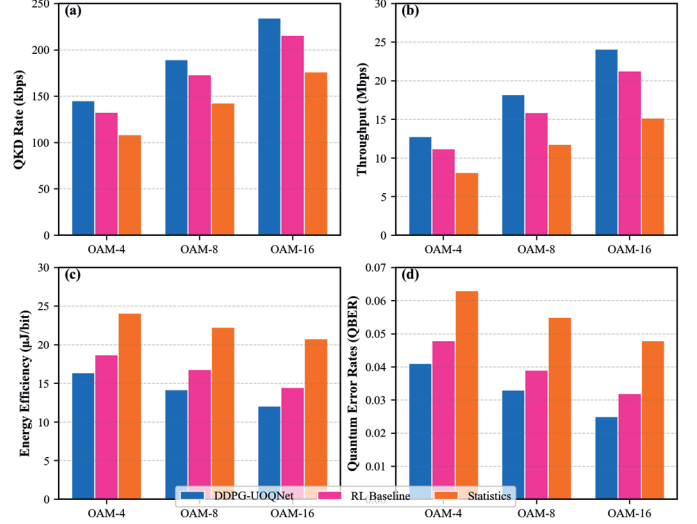 (a)
QKD Rate (kbps)
250
200
150
100
50
0
OAM-4 OAM-8 OAM-16
(b)
Throughput (Mbps)
30
25
20
15
10
5
0
OAM-4 OAM-8 OAM-16
(c)
Energy Efficiency (μJ/bit)
30
25
20
15
10
5
0
OAM-4 OAM-8 OAM-16
(d)
Quantum Error Rates (QBER)
0.07
0.06
0.05
0.04
0.03
0.02
0.01
OAM-4 OAM-8 OAM-16
DDPG-UOQNet RL Baseline Statistics